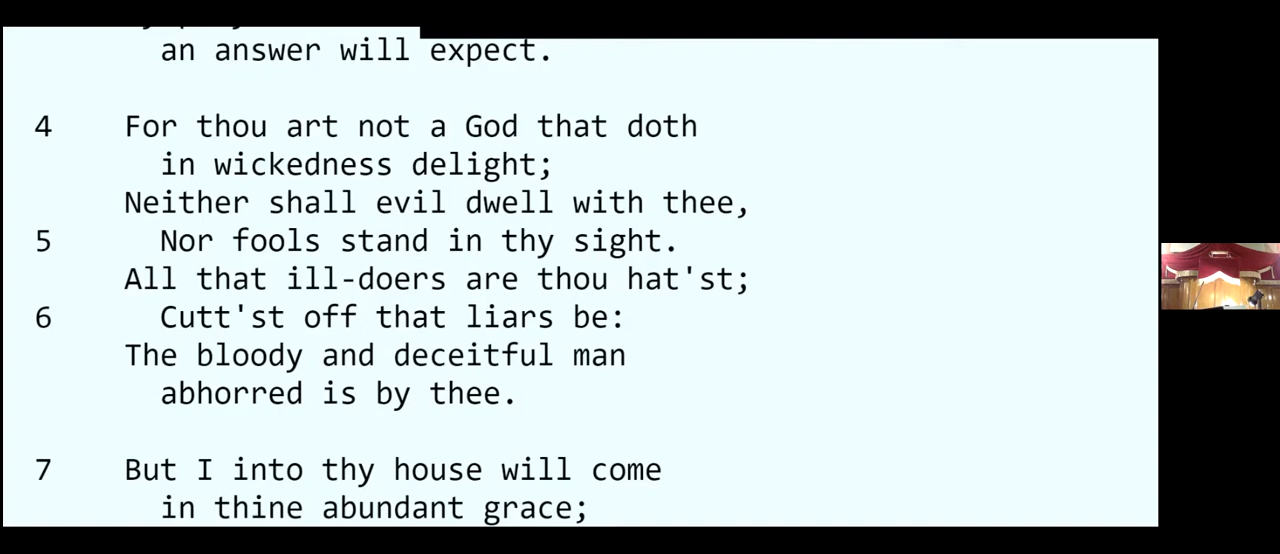 an answer will expect.
4 For thou art not a God that doth
in wickedness delight;
Neither shall evil dwell with thee,
5 Nor fools stand in thy sight.
All that ill-doers are thou hat'st;
6 Cutt'st off that liars be:
The bloody and deceitful man
abhorred is by thee.
7 But I into thy house will come
in thine abundant grace;